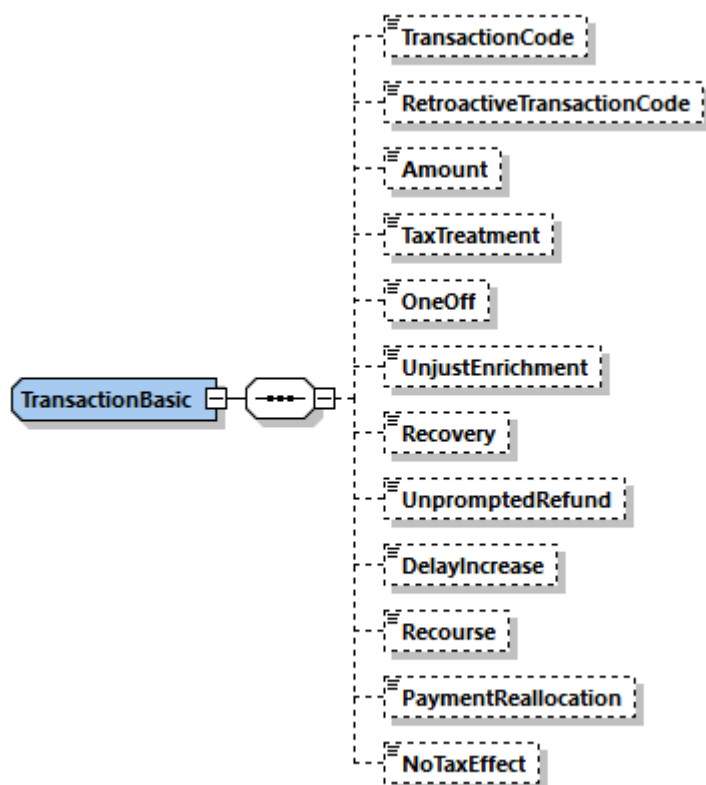 TransactionCode
RetroactiveTransactionCode
Amount
TaxTreatment
OneOff
UnjustEnrichment
TransactionBasic
Recovery
UnpromptedRefund
DelayIncrease
Recourse
PaymentReallocation
NoTaxEffect